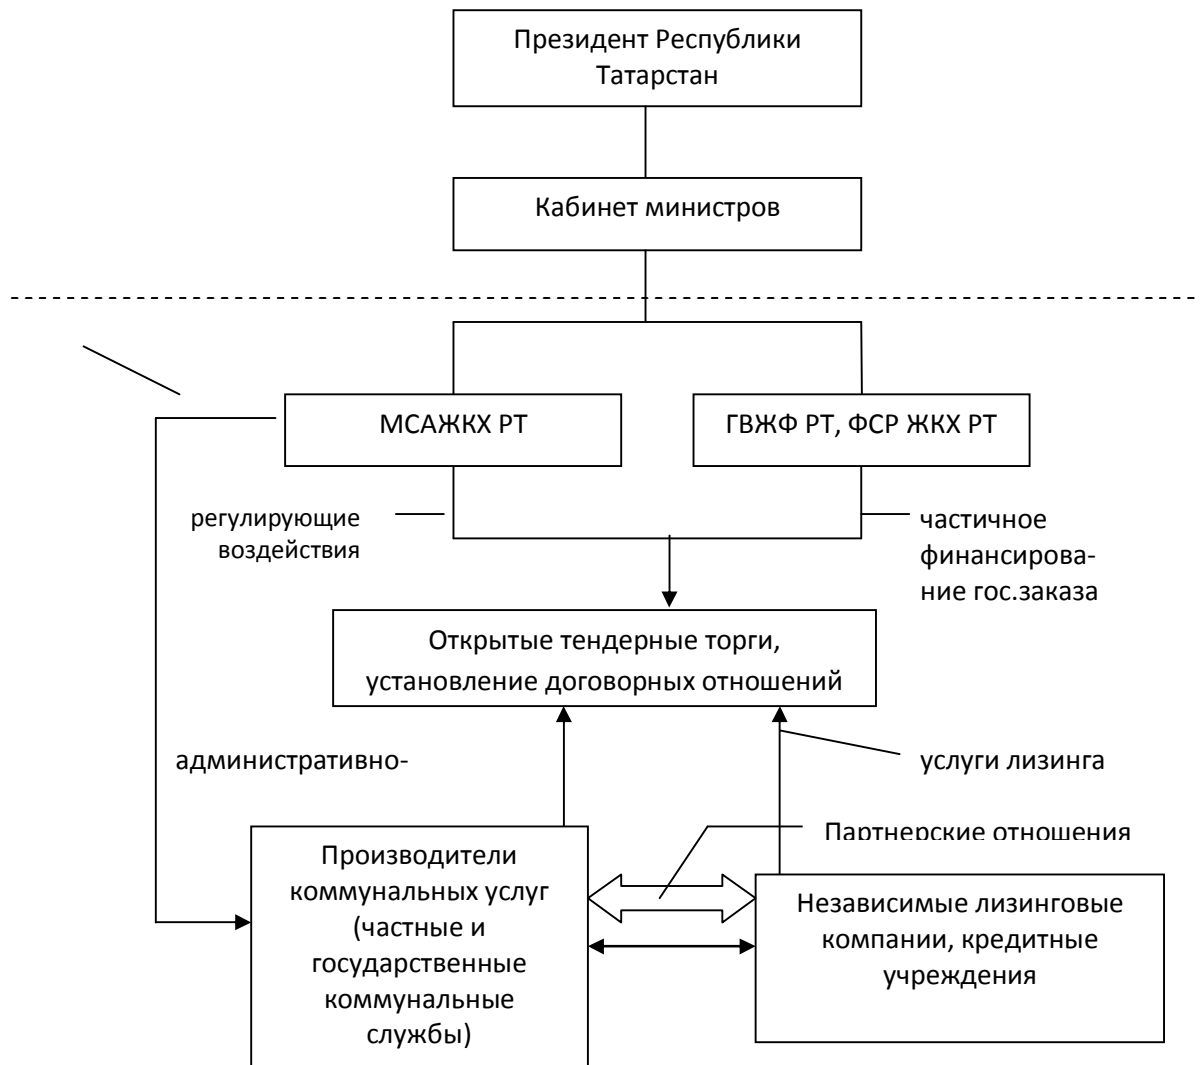 Президент Республики
Татарстан
Кабинет министров
МСАЖКХ РТ
ГВЖФ РТ, ФСР ЖКХ РТ
регулирующие
воздействия
частичное
финансирова-
ние гос.заказа
Открытые тендерные торги,
установление договорных отношений
административно-
услуги лизинга
Партнерские отношения
Производители
коммунальных услуг
(частные и
государственные
коммунальные
службы)
Независимые лизинговые
компании, кредитные
учреждения